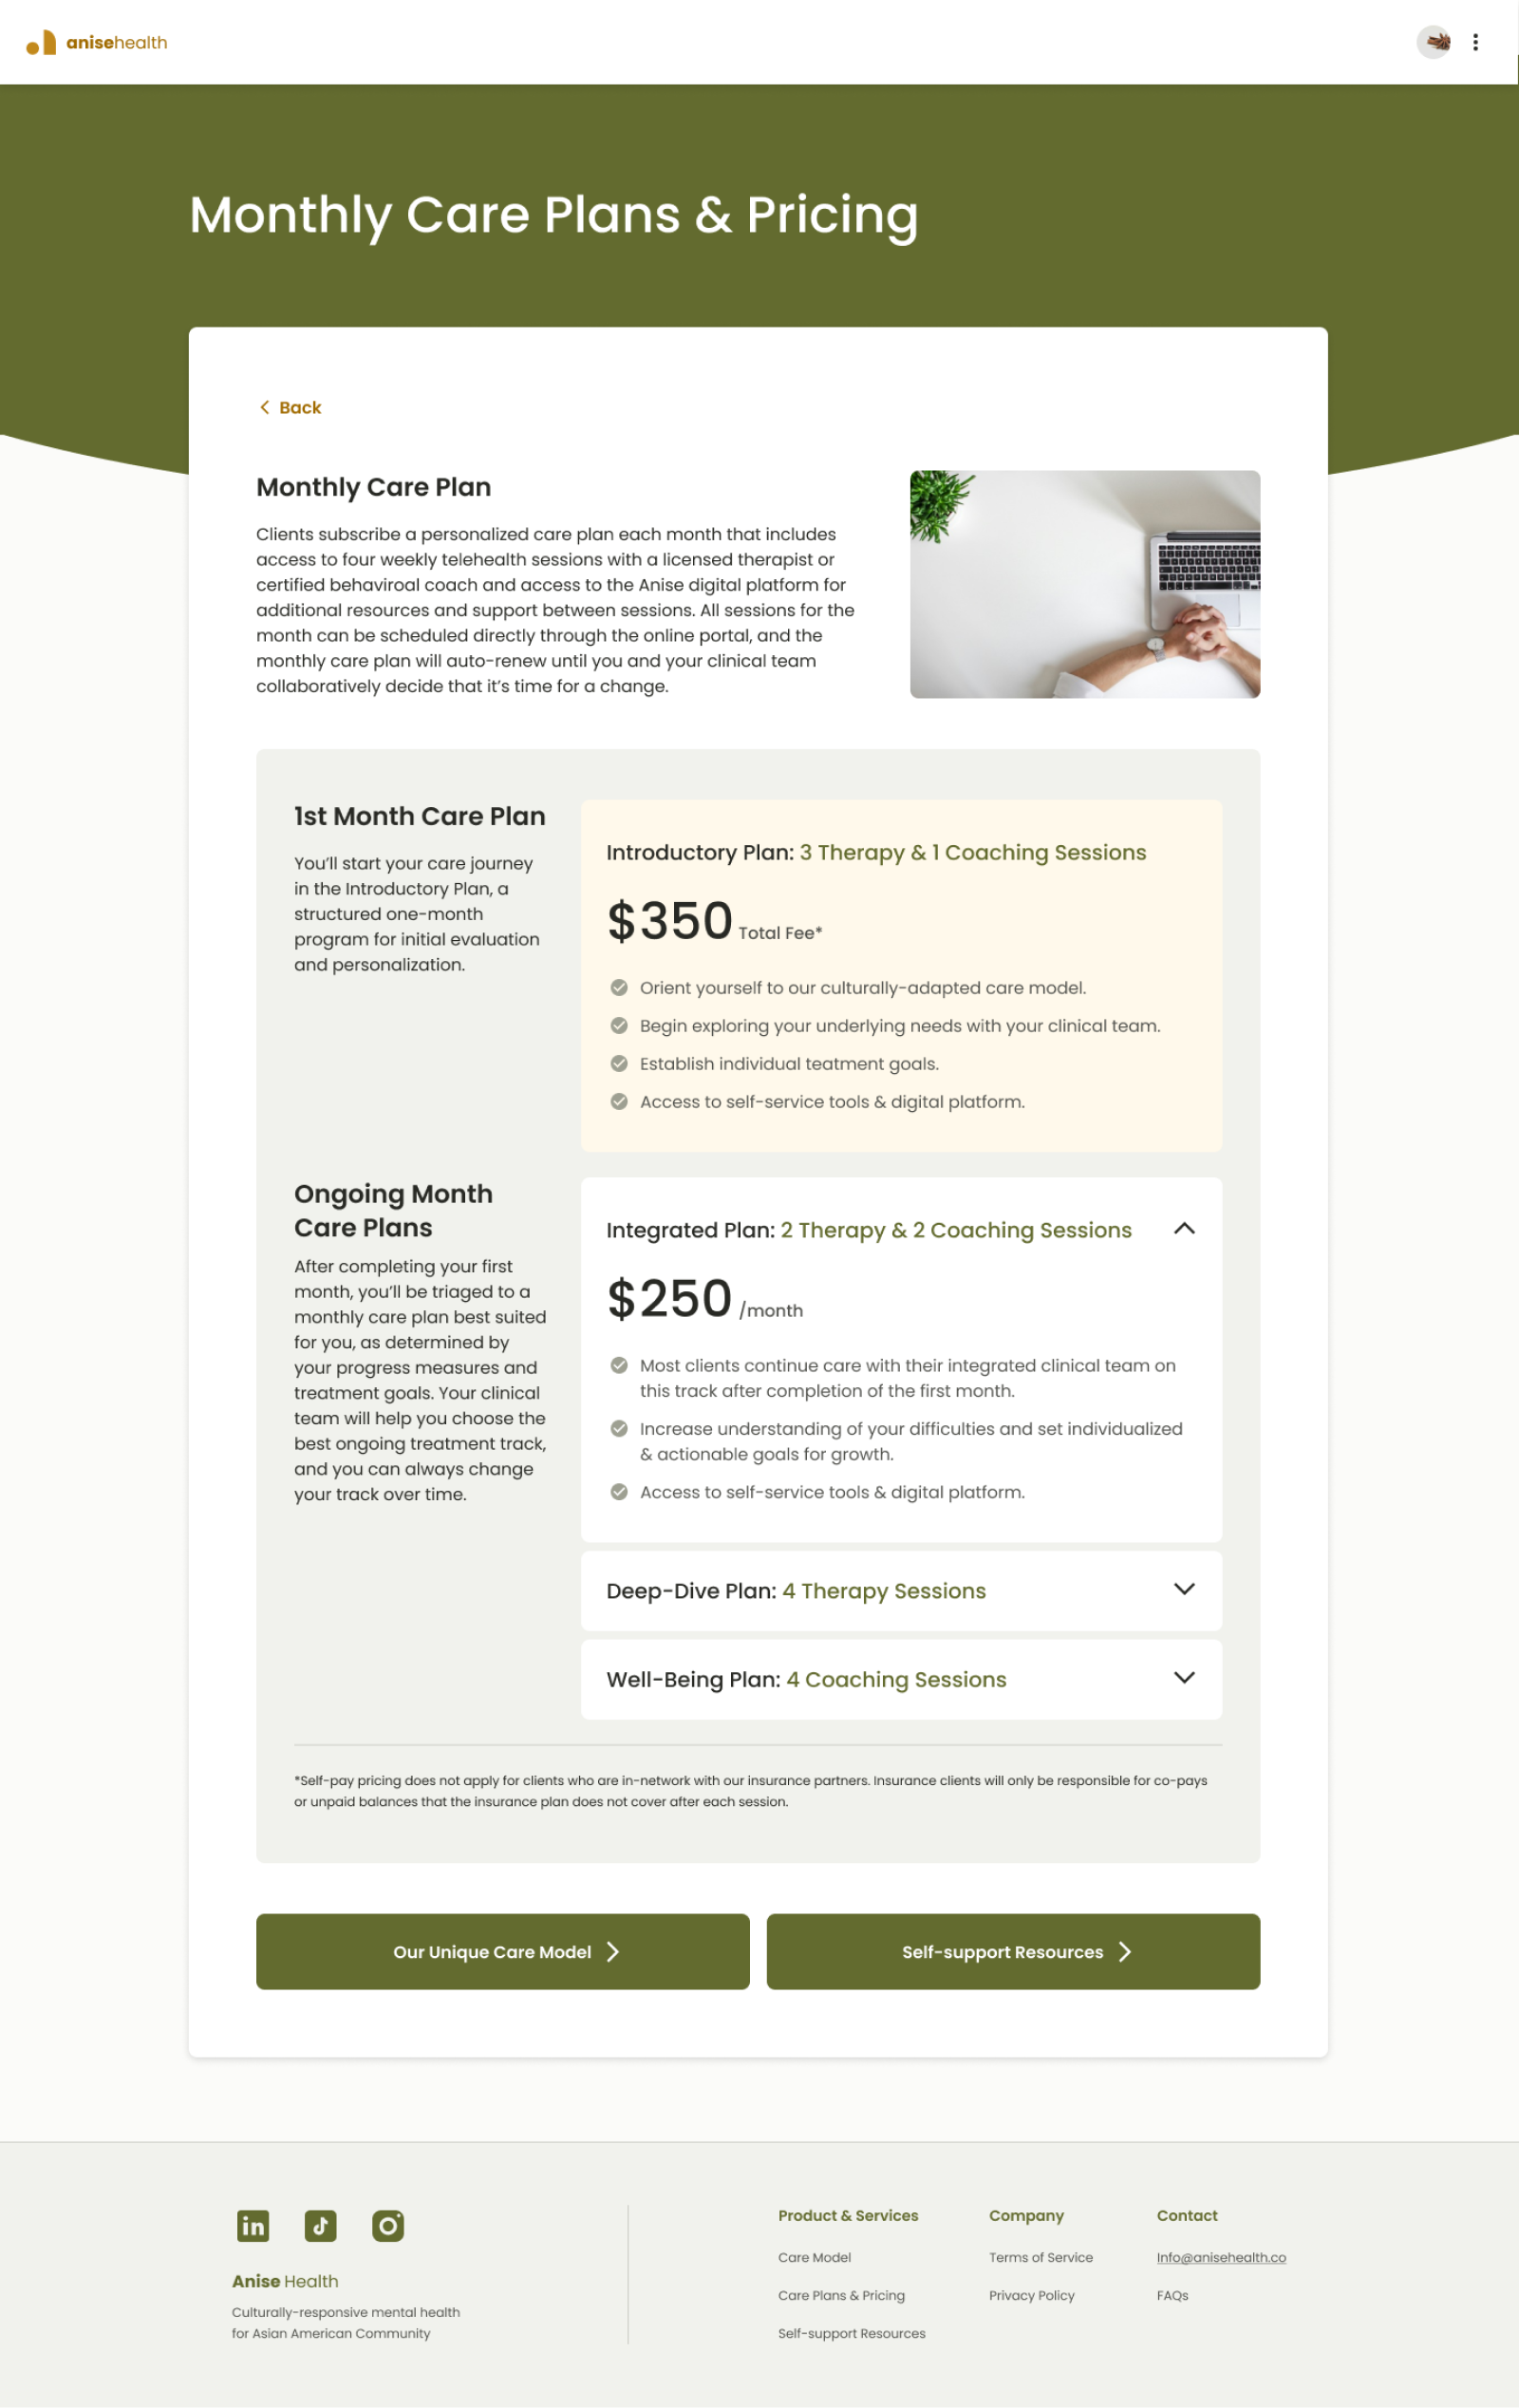 anisehealth
Monthly Care Plans & Pricing
Back
Monthly Care Plan
Clients subscribe a personalized care plan each month that includes
access to four weekly telehealth sessions with a licensed therapist or
certified behaviroal coach and access to the Anise digital platform for
additional resources and support between sessions. All sessions for the
month can be scheduled directly through the online portal, and the
monthly care plan will auto-renew until you and your clinical team
collaboratively decide that it's time for a change.
1st Month Care Plan
You'll start your care journey
in the Introductory Plan, a
structured one-month
program for initial evaluation
and personalization.
Introductory Plan: 3 Therapy & 1 Coaching Sessions
$350 Total Fee*
Orient yourself to our culturally-adapted care model.
Begin exploring your underlying needs with your clinical team.
Establish individual teatment goals.
Access to self-service tools & digital platform.
Ongoing Month
Care Plans
After completing your first
month, you'll be triaged to a
monthly care plan best suited
for you, as determined by
your progress measures and
treatment goals. Your clinical
team will help you choose the
best ongoing treatment track,
and you can always change
your track over time.
Integrated Plan: 2 Therapy & 2 Coaching Sessions
$250 /month
Most clients continue care with their integrated clinical team on
this track after completion of the first month.
Increase understanding of your difficulties and set individualized
& actionable goals for growth.
Access to self-service tools & digital platform.
Deep-Dive Plan: 4 Therapy Sessions
Well-Being Plan: 4 Coaching Sessions
*Self-pay pricing does not apply for clients who are in-network with our insurance partners. Insurance clients will only be responsible for co-pays
or unpaid balances that the insurance plan does not cover after each session.
Our Unique Care Model
Self-support Resources
in
Anise Health
Culturally-responsive mental health
for Asian American Community
Product & Services
Care Model
Care Plans & Pricing
Self-support Resources
Company
Terms of Service
Privacy Policy
Contact
Info@anisehealth.co
FAQs